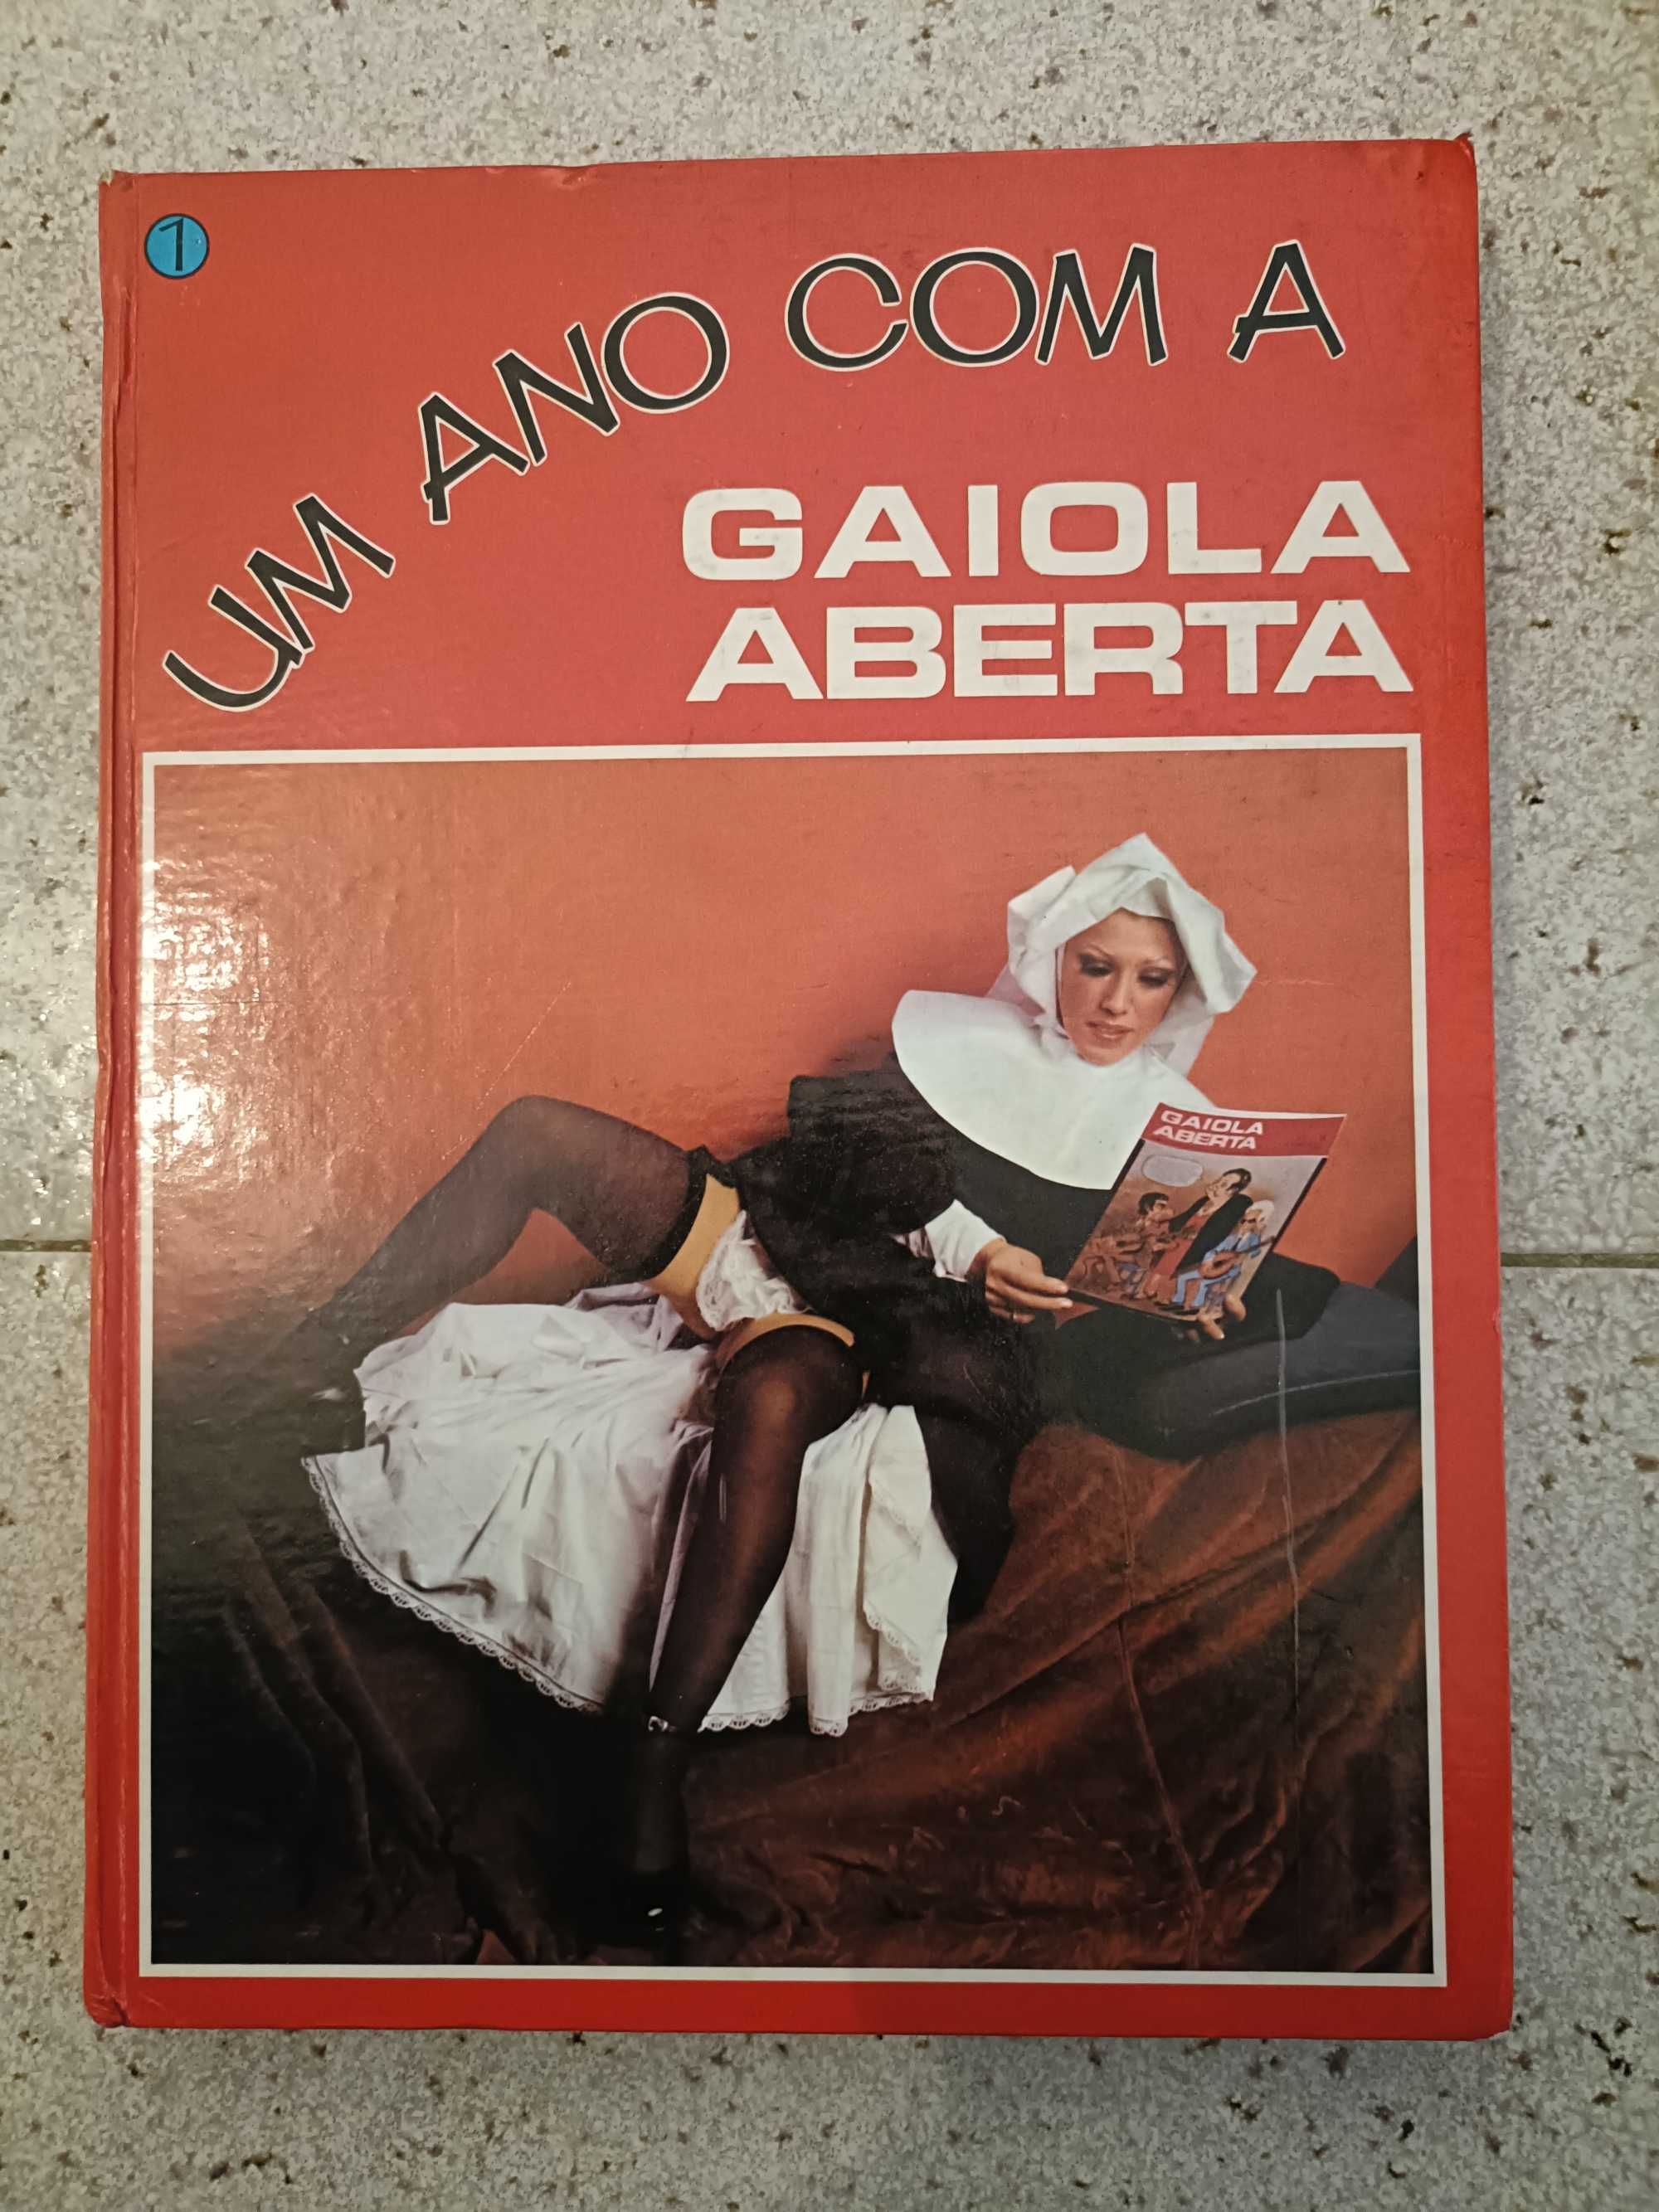 1
UM ANO COM A
GAIOLA
ABERTA
GAIOLA
ABERTA